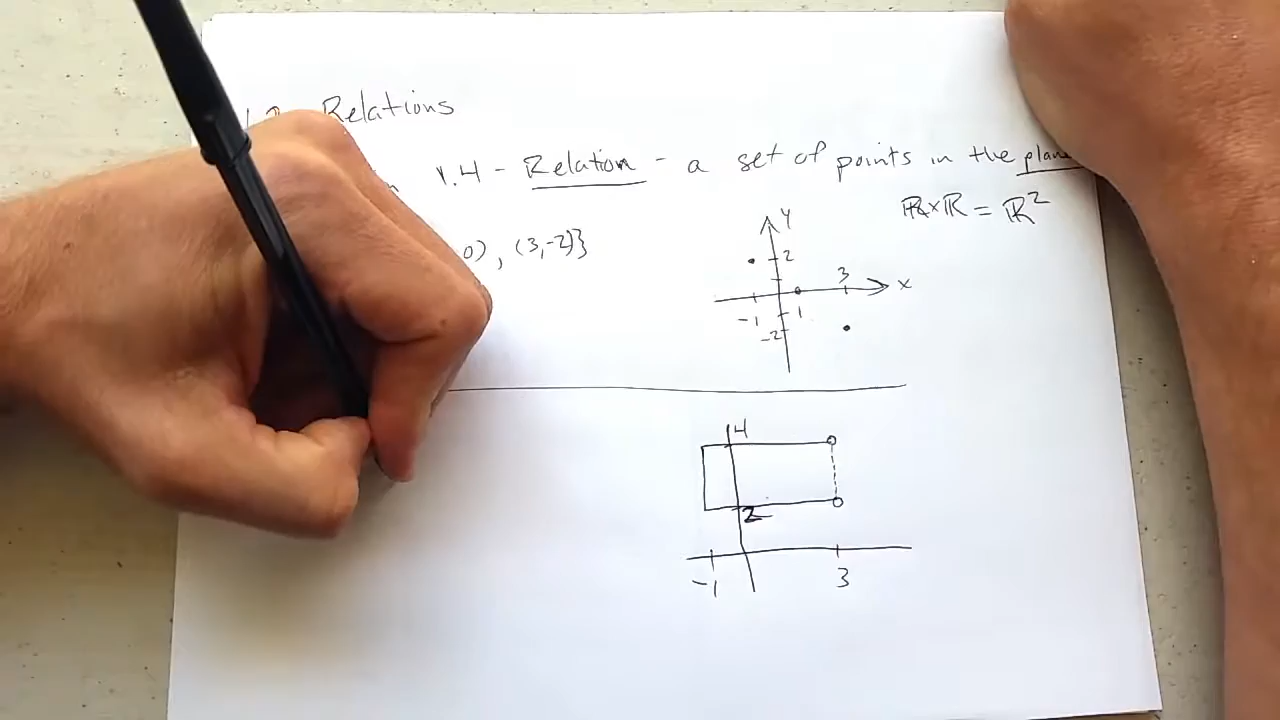 Relations
1.4 - Relation - a set of points in the plane
ℝ×ℝ = ℝ²
0), (3,-2)}
y
2
3
x
-1
1
-2
4
2
-1
3